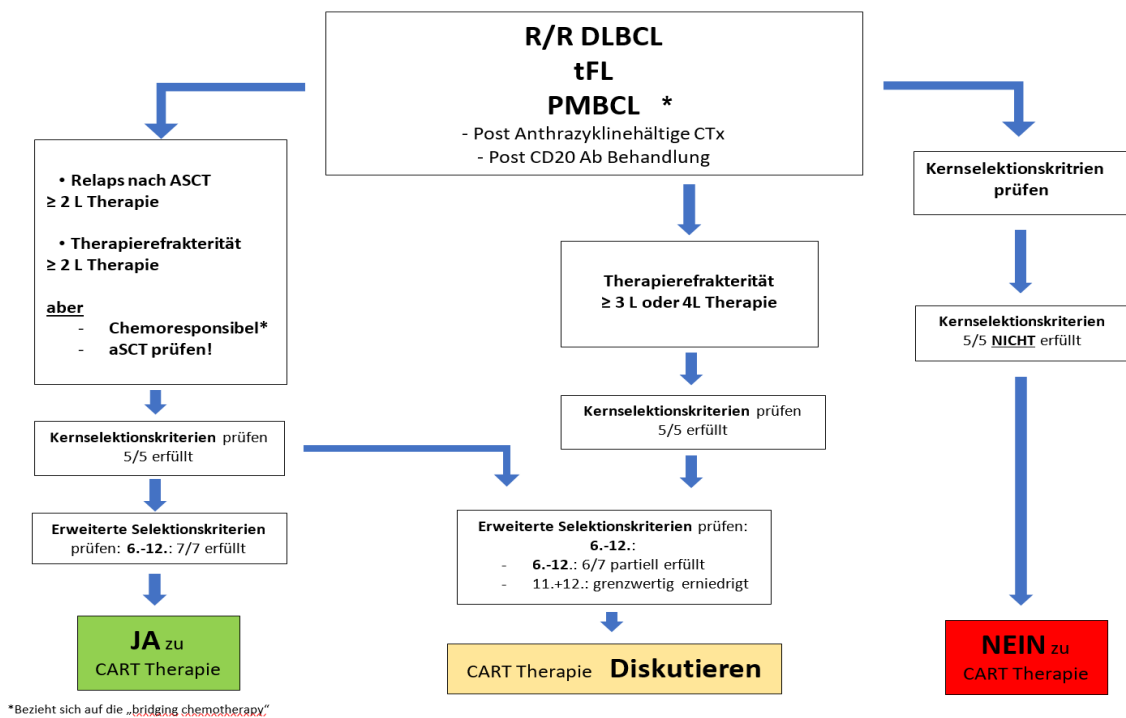 R/R DLBCL
tFL
PMBCL *
- Post Anthrazyklinehältige CTx
- Post CD20 Ab Behandlung
• Relaps nach ASCT
≥ 2 L Therapie
• Therapierefrakterität
≥ 2 L Therapie
aber
- Chemoresponsibel*
- aSCT prüfen!
Kernselektionskriterien prüfen
5/5 erfüllt
Erweiterte Selektionskriterien
prüfen: 6.-12.: 7/7 erfüllt
JA zu
CART Therapie
Therapierefrakterität
≥ 3 L oder 4L Therapie
Kernselektionskriterien prüfen
5/5 erfüllt
Erweiterte Selektionskriterien prüfen:
6.-12.:
- 6.-12.: 6/7 partiell erfüllt
- 11.+12.: grenzwertig erniedrigt
CART Therapie Diskutieren
Kernselektionskritrien
prüfen
Kernselektionskriterien
5/5 NICHT erfüllt
NEIN zu
CART Therapie
*Bezieht sich auf die „bridging chemotherapy“